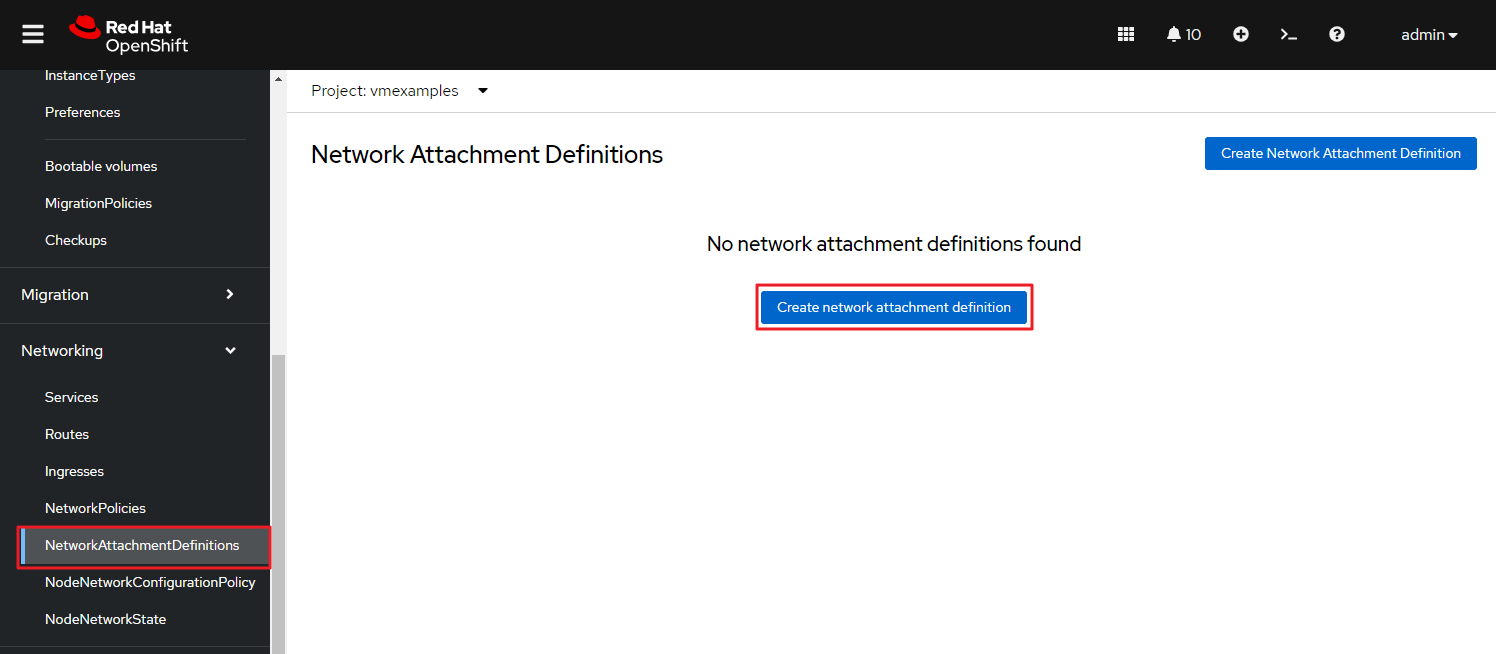 Red Hat
OpenShift
10
admin
InstanceTypes
Preferences
Bootable volumes
MigrationPolicies
Checkups
Migration
Networking
Services
Routes
Ingresses
NetworkPolicies
NetworkAttachmentDefinitions
NodeNetworkConfigurationPolicy
NodeNetworkState
Project: vmexamples
Network Attachment Definitions
Create Network Attachment Definition
No network attachment definitions found
Create network attachment definition